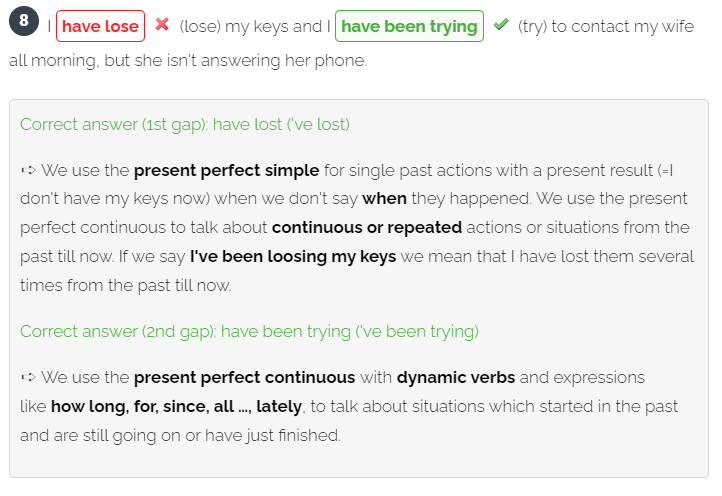 8 I have lose (lose) my keys and I have been trying (try) to contact my wife
all morning, but she isn't answering her phone.
Correct answer (1st gap): have lost ('ve lost)
➪ We use the present perfect simple for single past actions with a present result (=I
don't have my keys now) when we don't say when they happened. We use the present
perfect continuous to talk about continuous or repeated actions or situations from the
past till now. If we say I've been loosing my keys we mean that I have lost them several
times from the past till now.
Correct answer (2nd gap): have been trying ('ve been trying)
➪ We use the present perfect continuous with dynamic verbs and expressions
like how long, for, since, all …, lately, to talk about situations which started in the past
and are still going on or have just finished.